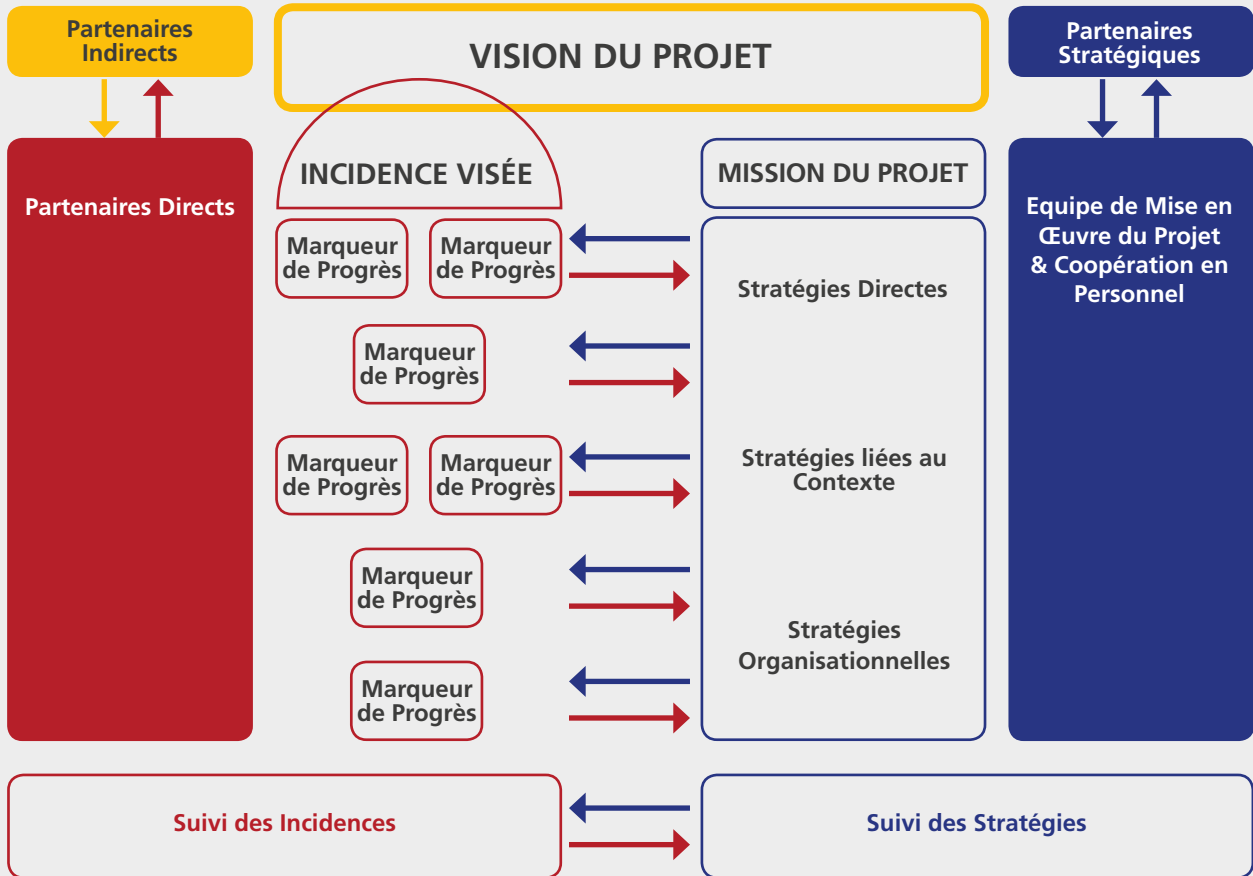 Partenaires
Indirects
VISION DU PROJET
Partenaires
Stratégiques
Partenaires Directs
INCIDENCE VISÉE
MISSION DU PROJET
Equipe de Mise en
Œuvre du Projet
& Coopération en
Personnel
Marqueur
de Progrès
Marqueur
de Progrès
Stratégies Directes
Marqueur
de Progrès
Marqueur
de Progrès
Marqueur
de Progrès
Stratégies liées au
Contexte
Marqueur
de Progrès
Stratégies
Organisationnelles
Marqueur
de Progrès
Suivi des Incidences
Suivi des Stratégies